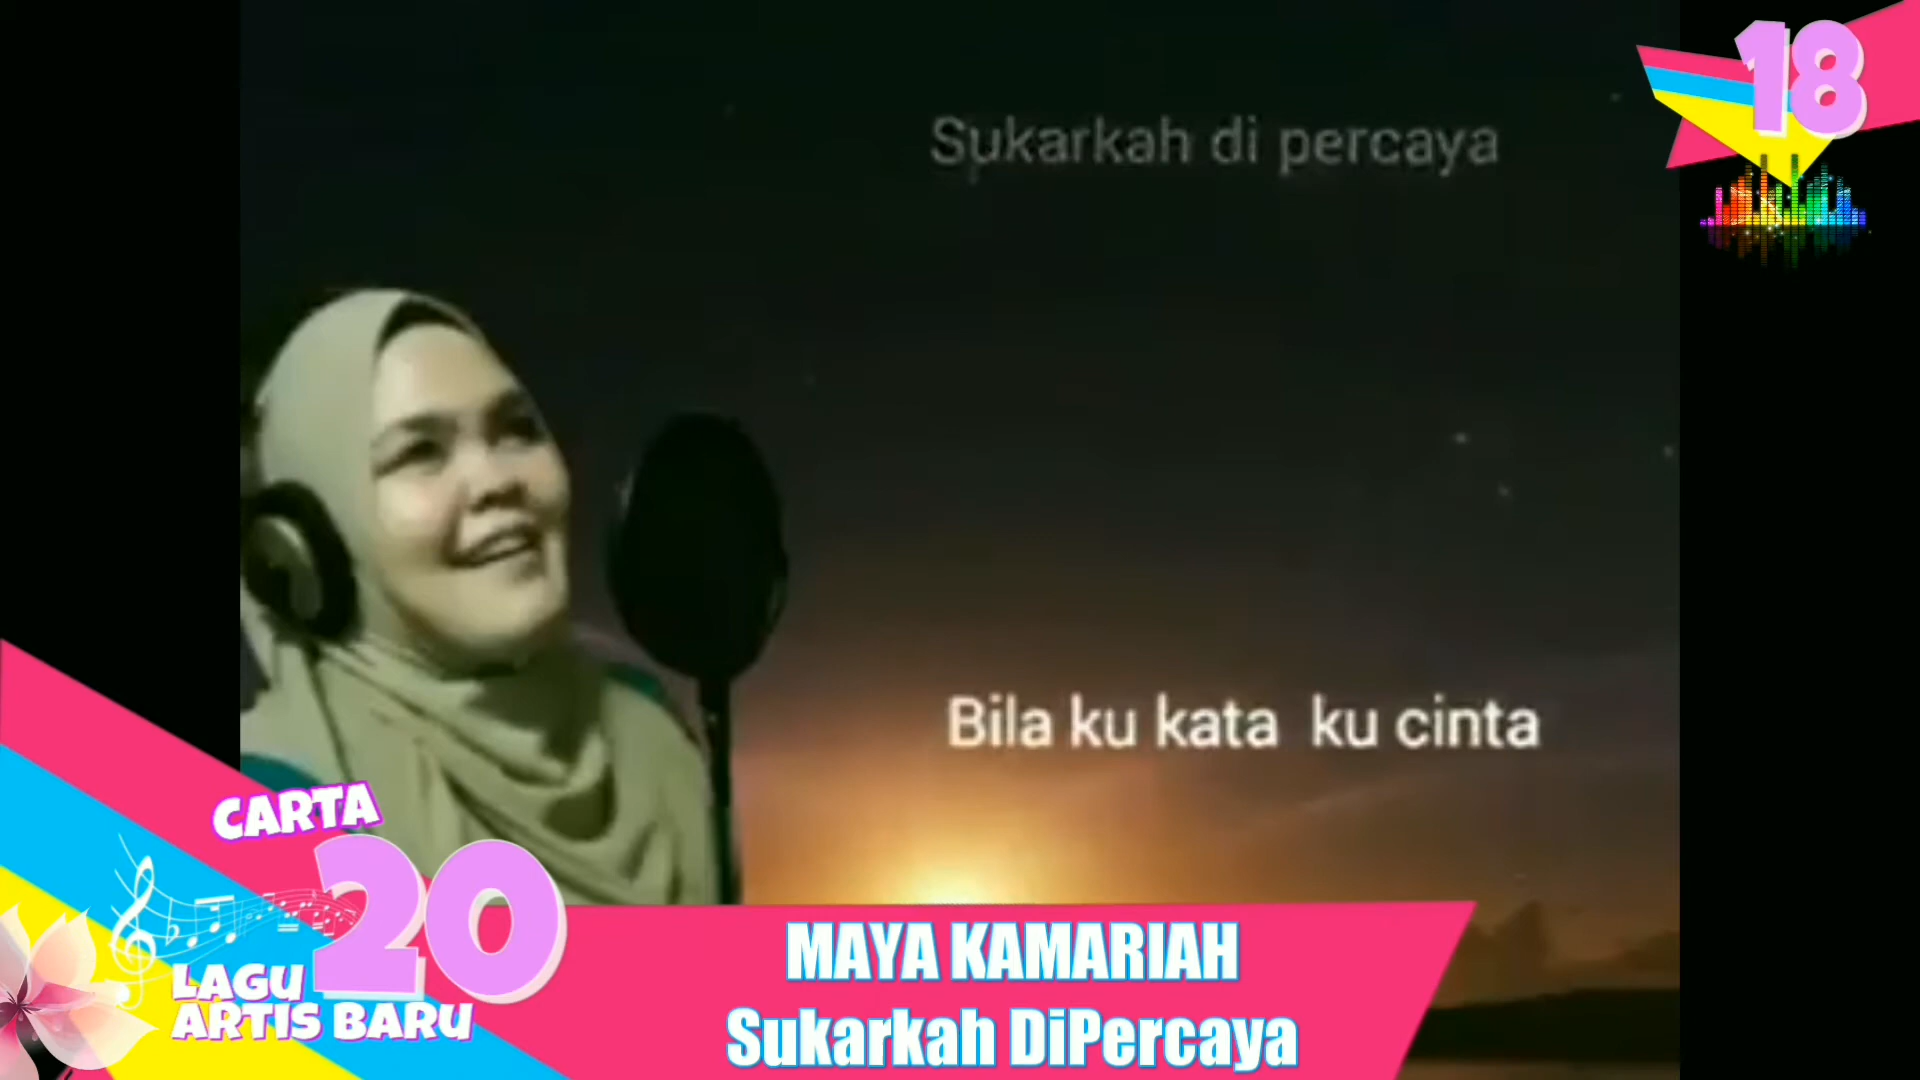 18
Sukarkah di percaya
Bila ku kata ku cinta
CARTA
20
LAGU
ARTIS BARU
MAYA KAMARIAH
Sukarkah DiPercaya